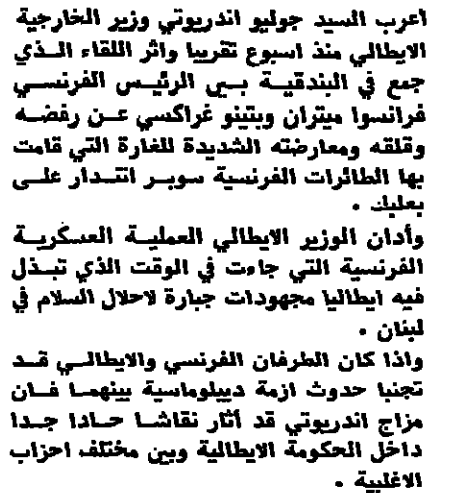 اعرب السيد جوليو اندريوتي وزير الخارجية
الايطالي منذ اسبوع تقريبا واثر اللقاء الذي
جمع في البندقية بين الرئيس الفرنسي
فرانسوا ميتران وبتينو غراكسي عن رفضه
وقلقه ومعارضته الشديدة للغارة التي قامت
بها الطائرات الفرنسية سوبر انتدار على
بعلبك .
وأدان الوزير الايطالي العملية العسكرية
الفرنسية التي جاءت في الوقت الذي تبذل
فيه ايطاليا مجهودات جبارة لاحلال السلام في
لبنان .
واذا كان الطرفان الفرنسي والايطالي قد
تجنبا حدوث ازمة ديبلوماسية بينهما فان
مزاج اندريوتي قد أثار نقاشا حادا جدا
داخل الحكومة الايطالية وبين مختلف احزاب
الاغلبية .